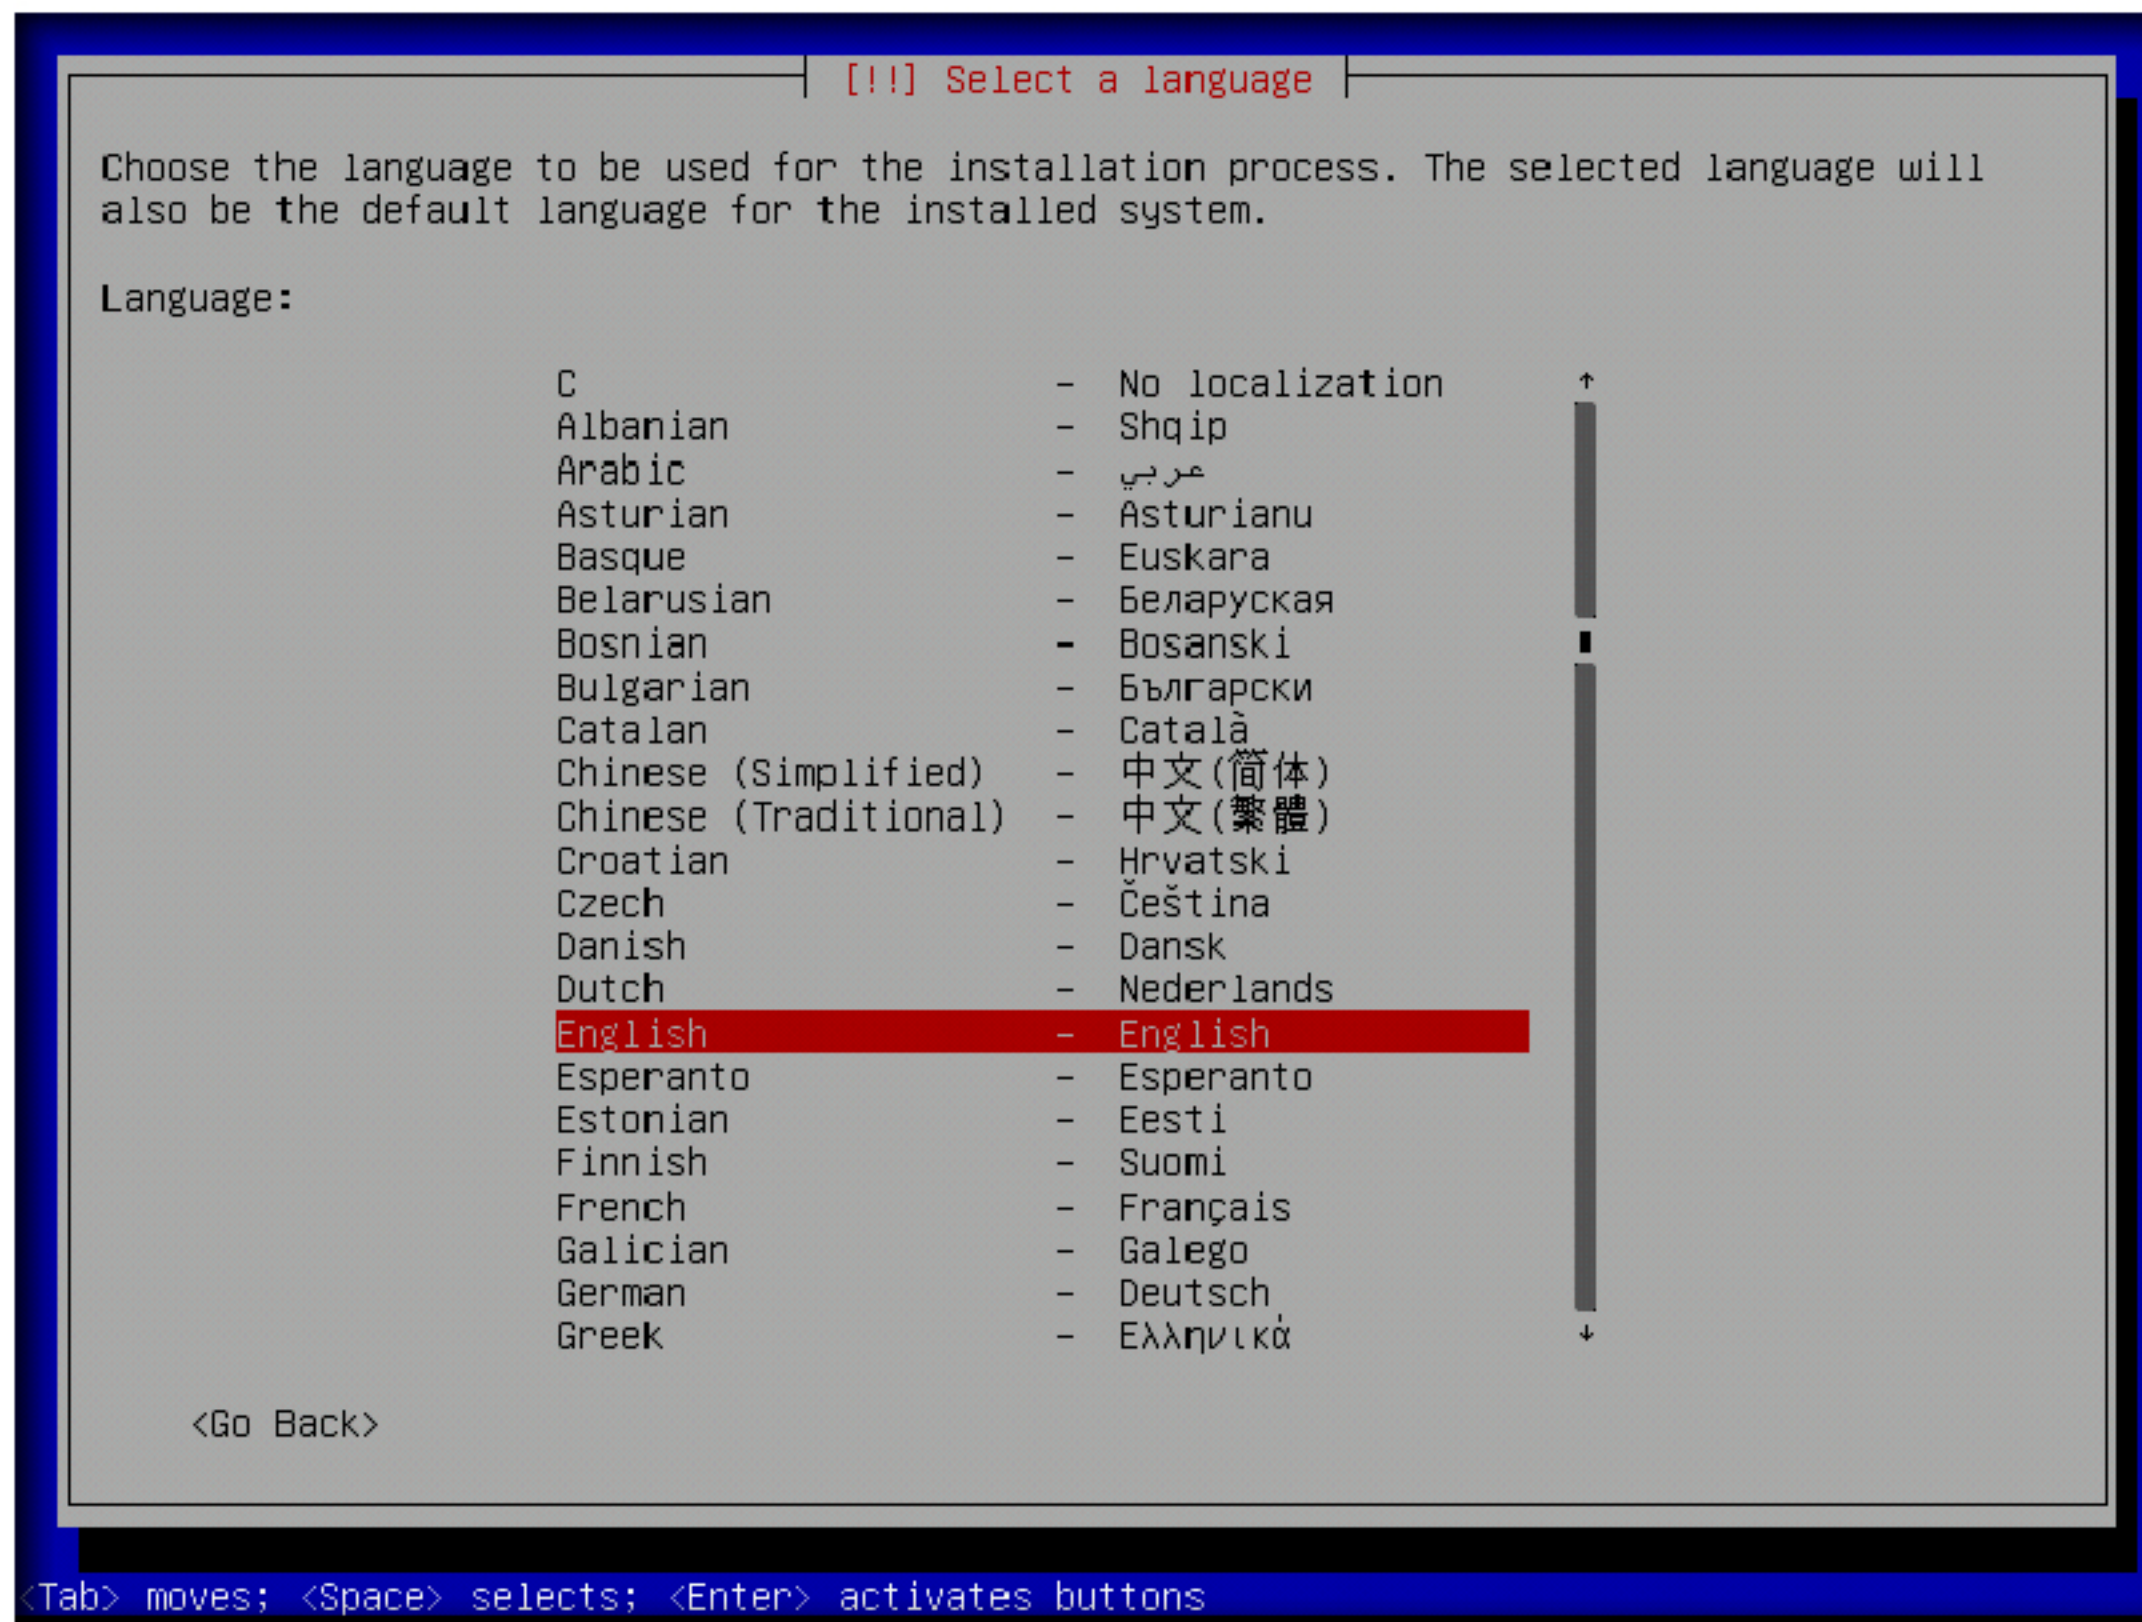 [!!] Select a language
Choose the language to be used for the installation process. The selected language will
also be the default language for the installed system.
Language:
C - No localization
Albanian - Shqip
Arabic - عربي
Asturian - Asturianu
Basque - Euskara
Belarusian - Беларуская
Bosnian - Bosanski
Bulgarian - Български
Catalan - Català
Chinese (Simplified) - 中文(简体)
Chinese (Traditional) - 中文(繁體)
Croatian - Hrvatski
Czech - Čeština
Danish - Dansk
Dutch - Nederlands
English - English
Esperanto - Esperanto
Estonian - Eesti
Finnish - Suomi
French - Français
Galician - Galego
German - Deutsch
Greek - Ελληνικά
<Go Back>
<Tab> moves; <Space> selects; <Enter> activates buttons